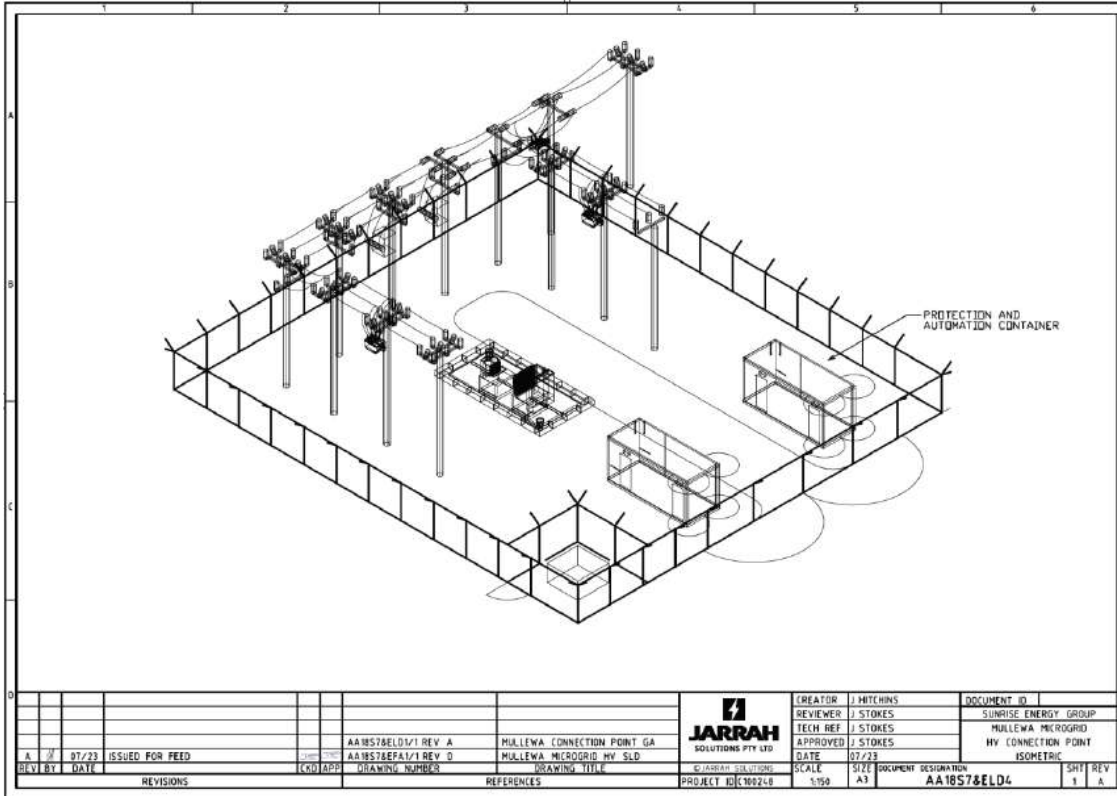 1 2 3 4 5 6
A
B
C
D
PROTECTION AND
AUTOMATION CONTAINER
AA18S7&ELD1/1 REV A MULLEWA CONNECTION POINT GA
A 07/23 ISSUED FOR FEED AA18S7&EFA1/1 REV D MULLEWA MICROGRID HV SLD
REV BY DATE CKD APP DRAWING NUMBER DRAWING TITLE
REVISIONS REFERENCES
JARRAH
SOLUTIONS PTY LTD
©JARRAH SOLUTIONS
PROJECT ID C100248
CREATOR J HITCHINS
REVIEWER J STOKES
TECH REF J STOKES
APPROVED J STOKES
DATE 07/23
SCALE 1:150
SIZE A3
DOCUMENT ID
SUNRISE ENERGY GROUP
MULLEWA MICROGRID
HV CONNECTION POINT
ISOMETRIC
DOCUMENT DESIGNATION
AA18S7&ELD4
SHT 1
REV A